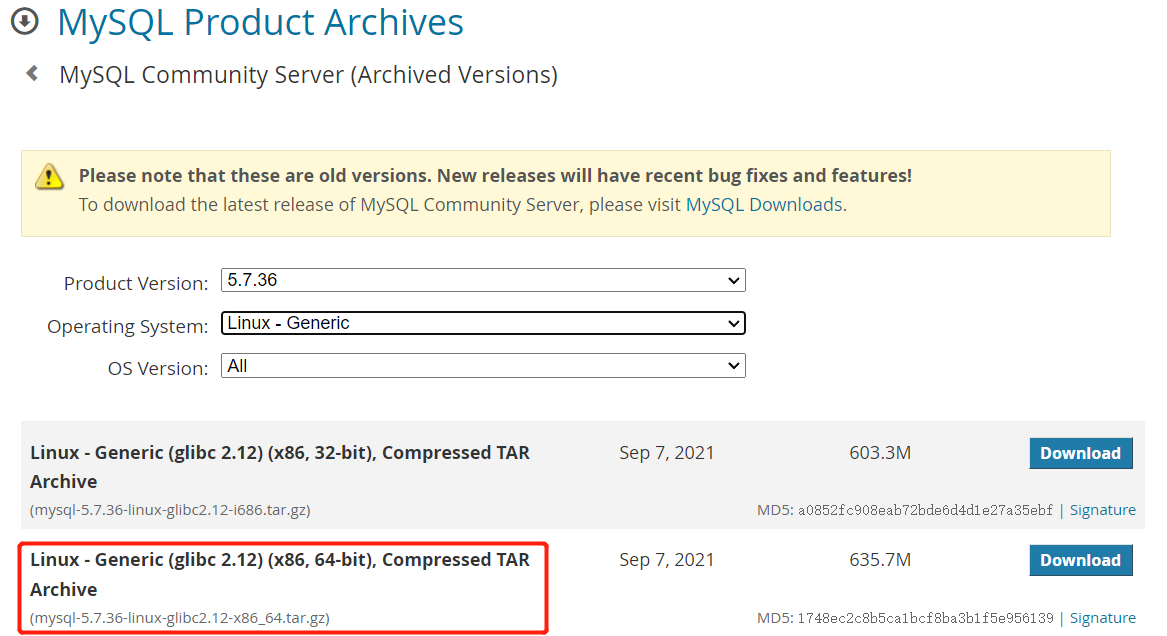 MySQL Product Archives
MySQL Community Server (Archived Versions)
Please note that these are old versions. New releases will have recent bug fixes and features!
To download the latest release of MySQL Community Server, please visit MySQL Downloads.
Product Version: 5.7.36
Operating System: Linux - Generic
OS Version: All
Linux - Generic (glibc 2.12) (x86, 32-bit), Compressed TAR Sep 7, 2021 603.3M Download
Archive
(mysql-5.7.36-linux-glibc2.12-i686.tar.gz) MD5: a0852fc908eab72bde6d4d1e27a35ebf | Signature
Linux - Generic (glibc 2.12) (x86, 64-bit), Compressed TAR Sep 7, 2021 635.7M Download
Archive
(mysql-5.7.36-linux-glibc2.12-x86_64.tar.gz) MD5: 1748ec2c8b5ca1bcf8ba3b1f5e956139 | Signature